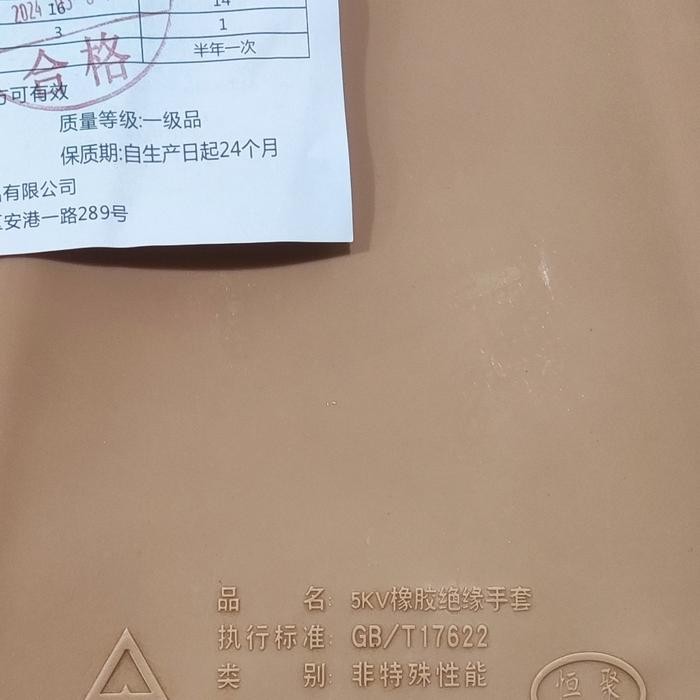 2024
16 14
3 1
半年一次
合格
方可有效
质量等级:一级品
保质期:自生产日起24个月
有限公司
安港一路289号
品 名: 5KV橡胶绝缘手套
执行标准: GB/T17622
类 别: 非特殊性能
恒聚